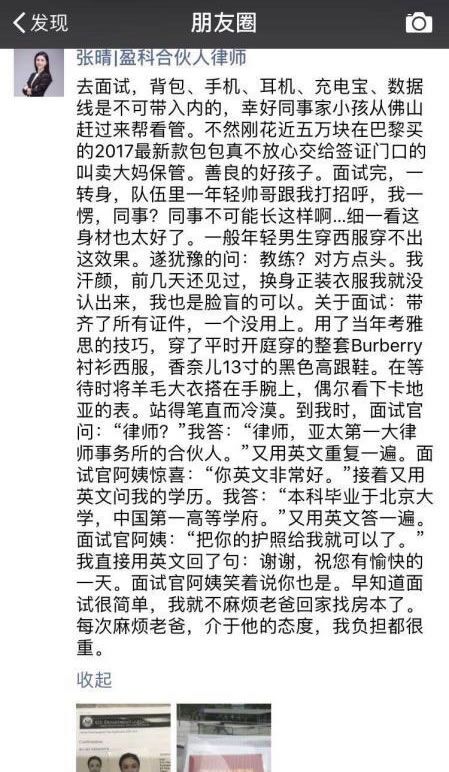 发现
朋友圈
张晴|盈科合伙人律师
去面试，背包、手机、耳机、充电宝、数据
线是不可带入内的，幸好同事家小孩从佛山
赶过来帮看管。不然刚花近五万块在巴黎买
的2017最新款包包真不放心交给签证门口的
叫卖大妈保管。善良的好孩子。面试完，一
转身，队伍里一年轻帅哥跟我打招呼，我一
愣，同事？同事不可能长这样啊...细一看这
身材也太好了。一般年轻男生穿西服穿不出
这效果。遂犹豫的问：教练？对方点头。我
汗颜，前几天还见过，换身正装衣服我就没
认出来，我也是脸盲的可以。关于面试：带
齐了所有证件，一个没用上。用了当年考雅
思的技巧，穿了平时开庭穿的整套Burberry
衬衫西服，香奈儿13寸的黑色高跟鞋。在等
待时将羊毛大衣搭在手腕上，偶尔看下卡地
亚的表。站得笔直而冷漠。到我时，面试官
问：“律师？”我答：“律师，亚太第一大律
师事务所的合伙人。”又用英文重复一遍。面
试官阿姨惊喜：“你英文非常好。”接着又用
英文问我的学历。我答：“本科毕业于北京大
学，中国第一高等学府。”又用英文答一遍。
面试官阿姨：“把你的护照给我就可以了。”
我直接用英文回了句：谢谢，祝您有愉快的
一天。面试官阿姨笑着说你也是。早知道面
试很简单，我就不麻烦老爸回家找房本了。
每次麻烦老爸，介于他的态度，我负担都很
重。
收起